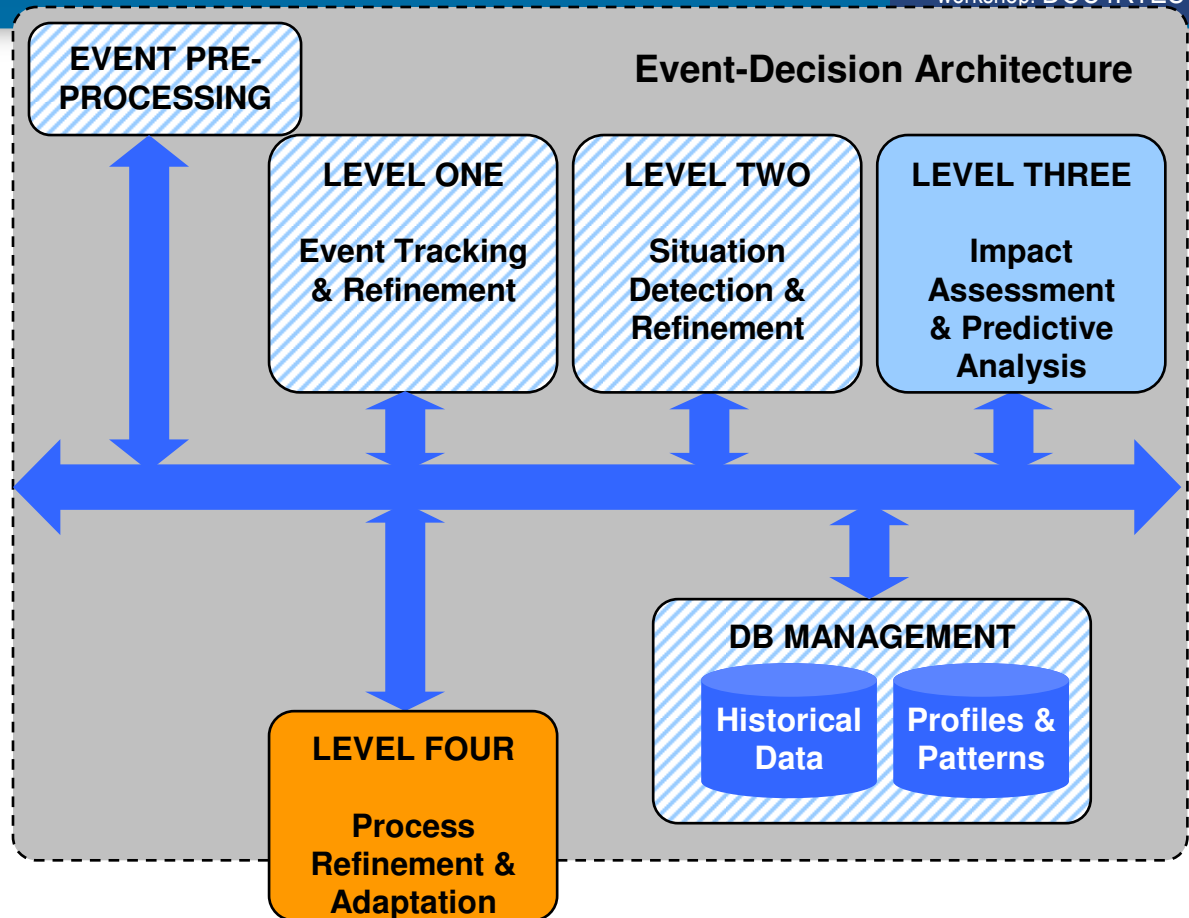 workshop:
EVENT PRE-
PROCESSING
Event-Decision Architecture
LEVEL ONE
Event Tracking
& Refinement
LEVEL TWO
Situation
Detection &
Refinement
LEVEL THREE
Impact
Assessment
& Predictive
Analysis
DB MANAGEMENT
Historical
Data
Profiles &
Patterns
LEVEL FOUR
Process
Refinement &
Adaptation